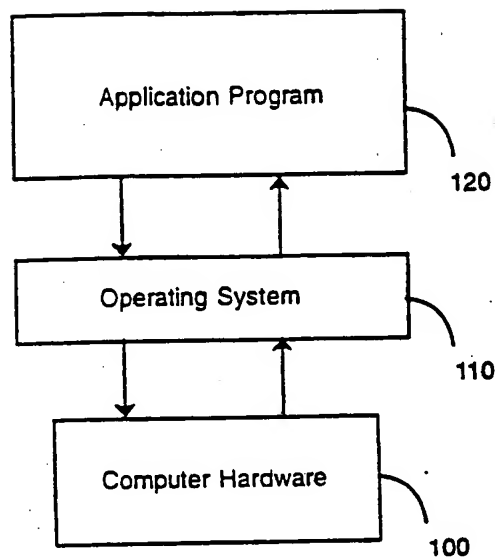 Application Program
120
Operating System
110
Computer Hardware
100